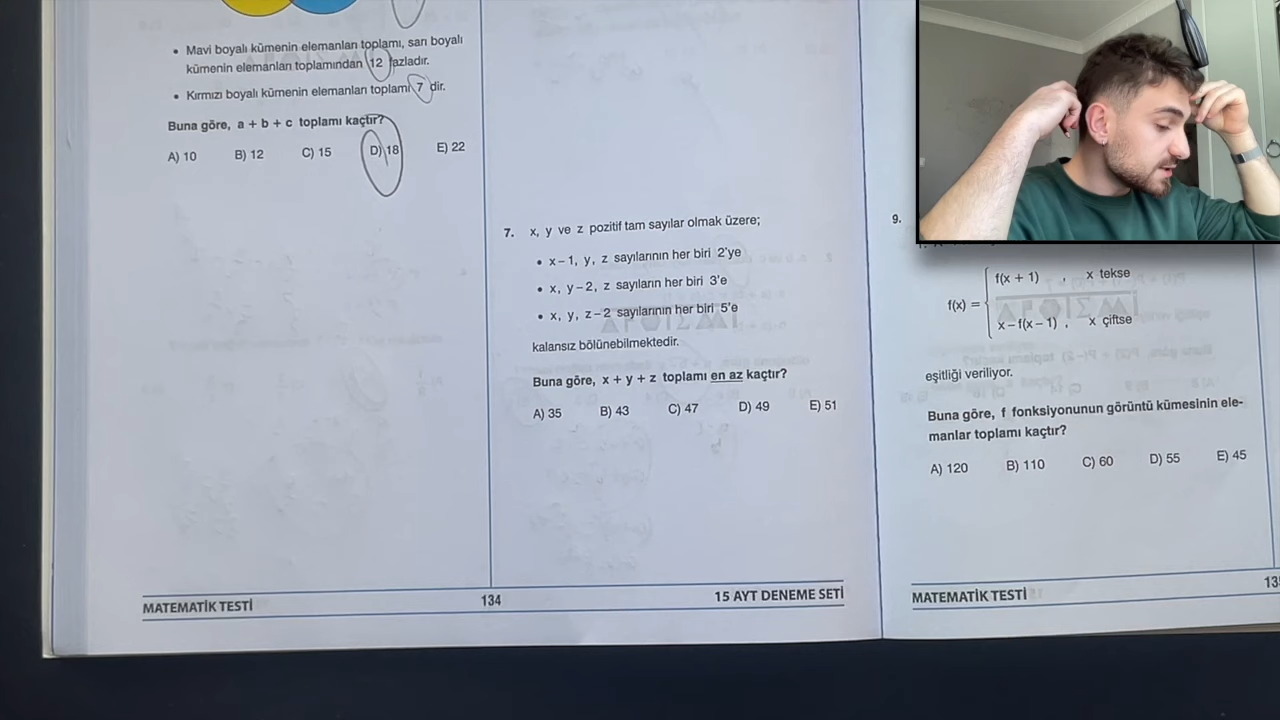 • Mavi boyalı kümenin elemanları toplamı, sarı boyalı
kümenin elemanları toplamından 12 fazladır.
• Kırmızı boyalı kümenin elemanları toplamı 7 dir.
Buna göre, a + b + c toplamı kaçtır?
A) 10 B) 12 C) 15 D) 18 E) 22
7. x, y ve z pozitif tam sayılar olmak üzere;
• x – 1, y, z sayılarının her biri 2'ye
• x, y – 2, z sayıların her biri 3'e
• x, y, z – 2 sayılarının her biri 5'e
kalansız bölünebilmektedir.
Buna göre, x + y + z toplamı en az kaçtır?
A) 35 B) 43 C) 47 D) 49 E) 51
MATEMATİK TESTİ 134 15 AYT DENEME SETİ
9.
f(x) = f(x + 1) , x tekse
x – f(x – 1) , x çiftse
eşitliği veriliyor.
Buna göre, f fonksiyonunun görüntü kümesinin ele-
manlar toplamı kaçtır?
A) 120 B) 110 C) 60 D) 55 E) 45
MATEMATİK TESTİ